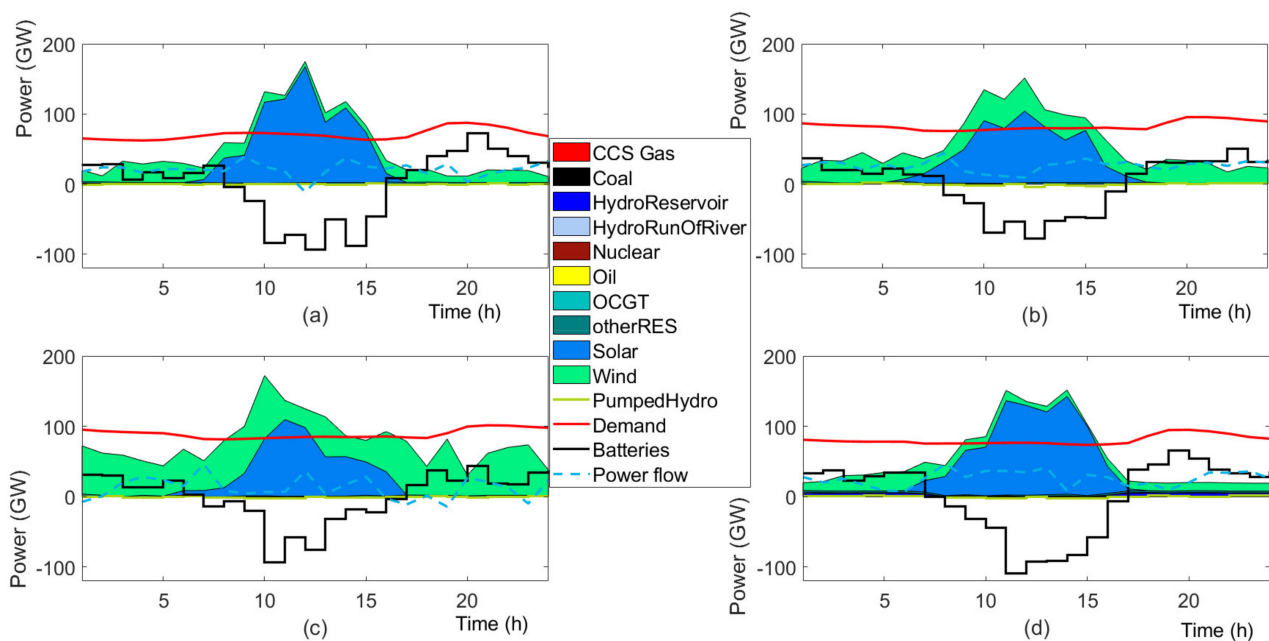 Power (GW)
200
100
0
-100
5
10
15
20
Time (h)
(a)
Power (GW)
200
100
0
-100
5
10
15
20
Time (h)
(b)
CCS Gas
Coal
HydroReservoir
HydroRunOfRiver
Nuclear
Oil
OCGT
otherRES
Solar
Wind
PumpedHydro
Demand
Batteries
Power flow
Power (GW)
200
100
0
-100
5
10
15
20
Time (h)
(c)
Power (GW)
200
100
0
-100
5
10
15
20
Time (h)
(d)